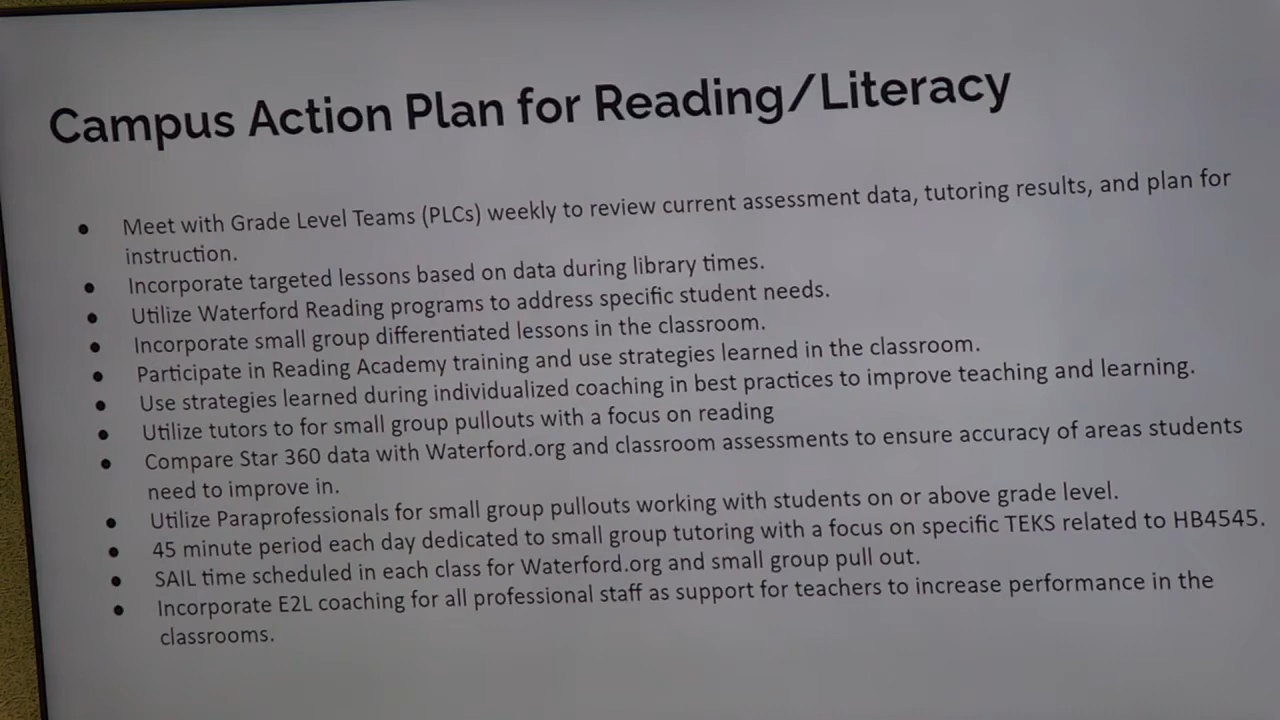 Campus Action Plan for Reading/Literacy
● Meet with Grade Level Teams (PLCs) weekly to review current assessment data, tutoring results, and plan for
instruction.
● Incorporate targeted lessons based on data during library times.
● Utilize Waterford Reading programs to address specific student needs.
● Incorporate small group differentiated lessons in the classroom.
● Participate in Reading Academy training and use strategies learned in the classroom.
● Use strategies learned during individualized coaching in best practices to improve teaching and learning.
● Utilize tutors to for small group pullouts with a focus on reading
● Compare Star 360 data with Waterford.org and classroom assessments to ensure accuracy of areas students
need to improve in.
● Utilize Paraprofessionals for small group pullouts working with students on or above grade level.
● 45 minute period each day dedicated to small group tutoring with a focus on specific TEKS related to HB4545.
● SAIL time scheduled in each class for Waterford.org and small group pull out.
● Incorporate E2L coaching for all professional staff as support for teachers to increase performance in the
classrooms.